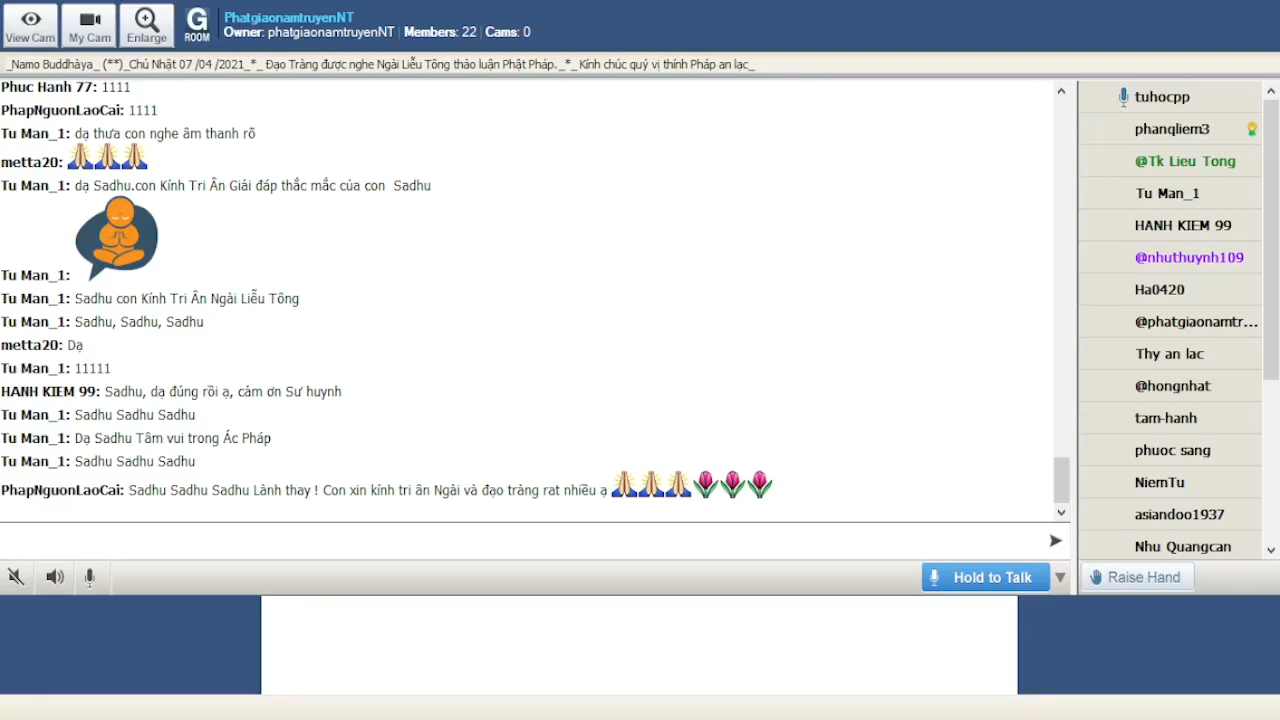 View Cam
My Cam
Enlarge
G
ROOM
PhatgiaonamtruyenNT
Owner: phatgiaonamtruyenNT | Members: 22 | Cams: 0
_Namo Buddhàya_ (**)_Chủ Nhật 07 /04 /2021_*_ Đạo Tràng được nghe Ngài Liễu Tông thảo luận Phật Pháp._*_ Kính chúc quý vị thính Pháp an lạc_
Phuc Hanh 77: 1111
PhapNguonLaoCai: 1111
Tu Man_1: dạ thưa con nghe âm thanh rõ
metta20:
Tu Man_1: dạ Sadhu.con Kính Tri Ân Giải đáp thắc mắc của con Sadhu
Tu Man_1:
Tu Man_1: Sadhu con Kính Tri Ân Ngài Liễu Tông
Tu Man_1: Sadhu, Sadhu, Sadhu
metta20: Dạ
Tu Man_1: 11111
HANH KIEM 99: Sadhu, dạ đúng rồi ạ, cảm ơn Sư huynh
Tu Man_1: Sadhu Sadhu Sadhu
Tu Man_1: Dạ Sadhu Tâm vui trong Ác Pháp
Tu Man_1: Sadhu Sadhu Sadhu
PhapNguonLaoCai: Sadhu Sadhu Sadhu Lành thay ! Con xin kính tri ân Ngài và đạo tràng rat nhiều ạ
tuhocpp
phanqliem3
@Tk Lieu Tong
Tu Man_1
HANH KIEM 99
@nhuthuynh109
Ha0420
@phatgiaonamtr...
Thy an lac
@hongnhat
tam-hanh
phuoc sang
NiemTu
asiandoo1937
Nhu Quangcan
Hold to Talk
Raise Hand